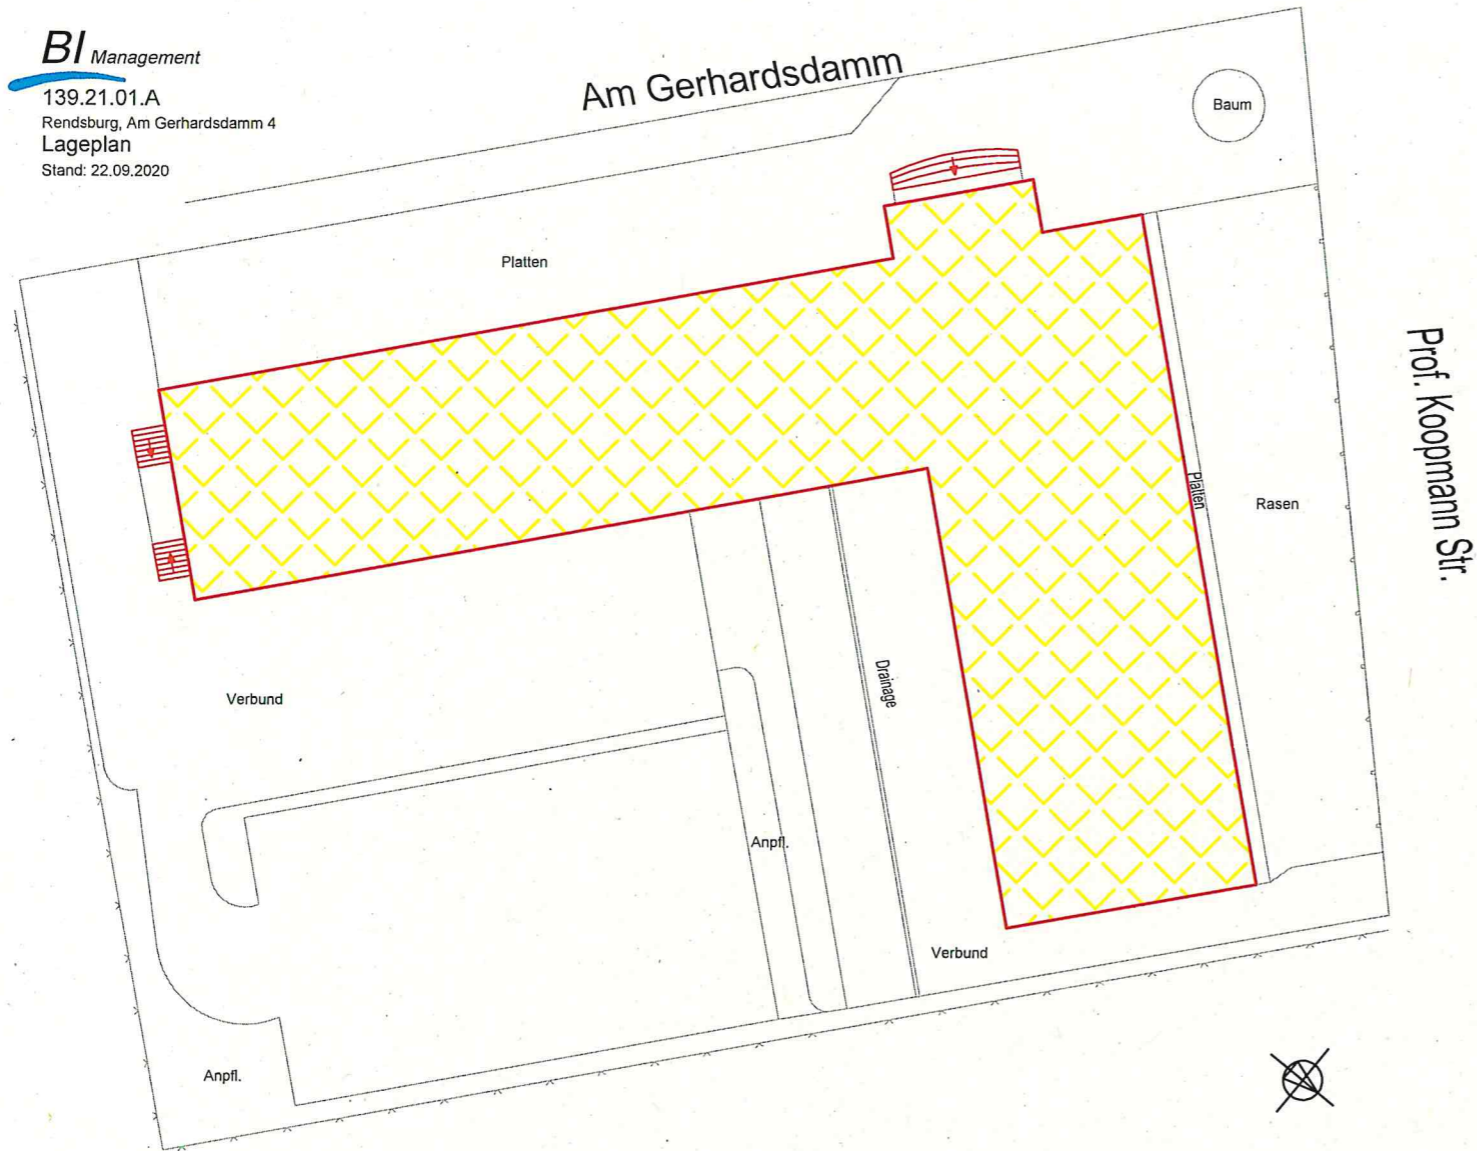 BI Management
139.21.01.A
Rendsburg, Am Gerhardsdamm 4
Lageplan
Stand: 22.09.2020
Am Gerhardsdamm
Baum
Platten
Prof. Koopmann Str.
Platten
Rasen
Drainage
Verbund
Anpfl.
Verbund
Anpfl.